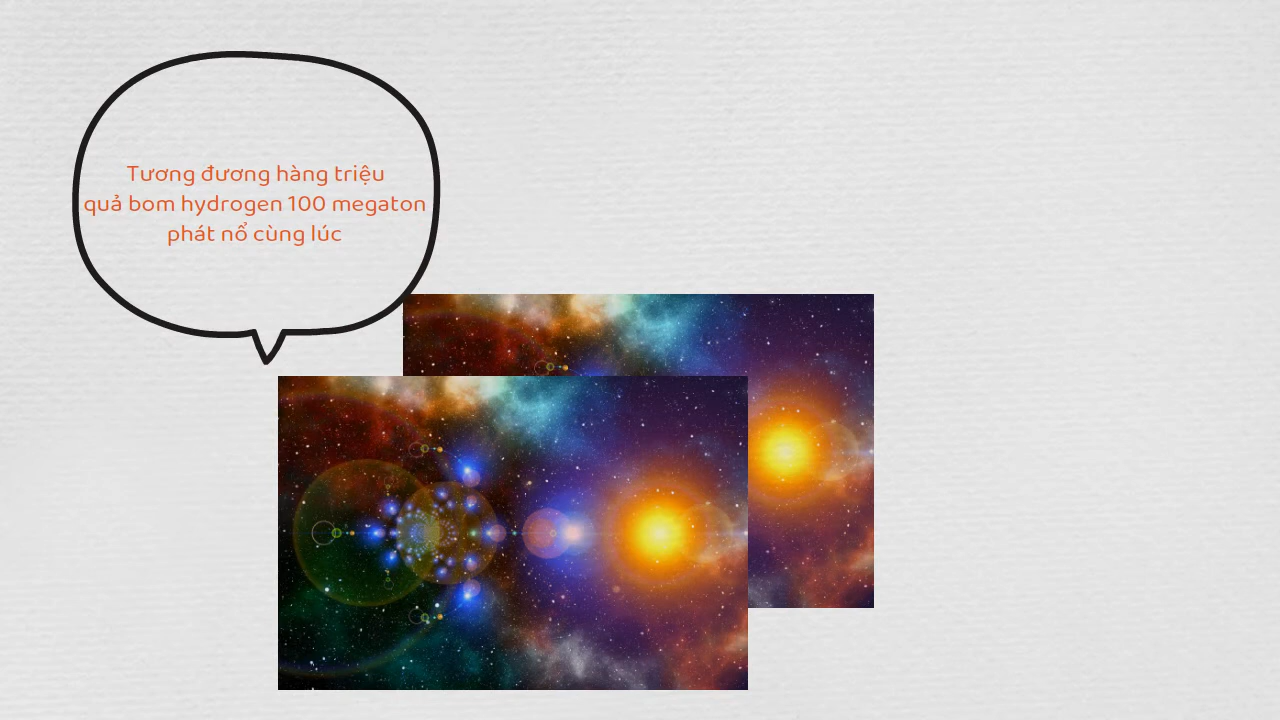 Tương đương hàng triệu
quả bom hydrogen 100 megaton
phát nổ cùng lúc